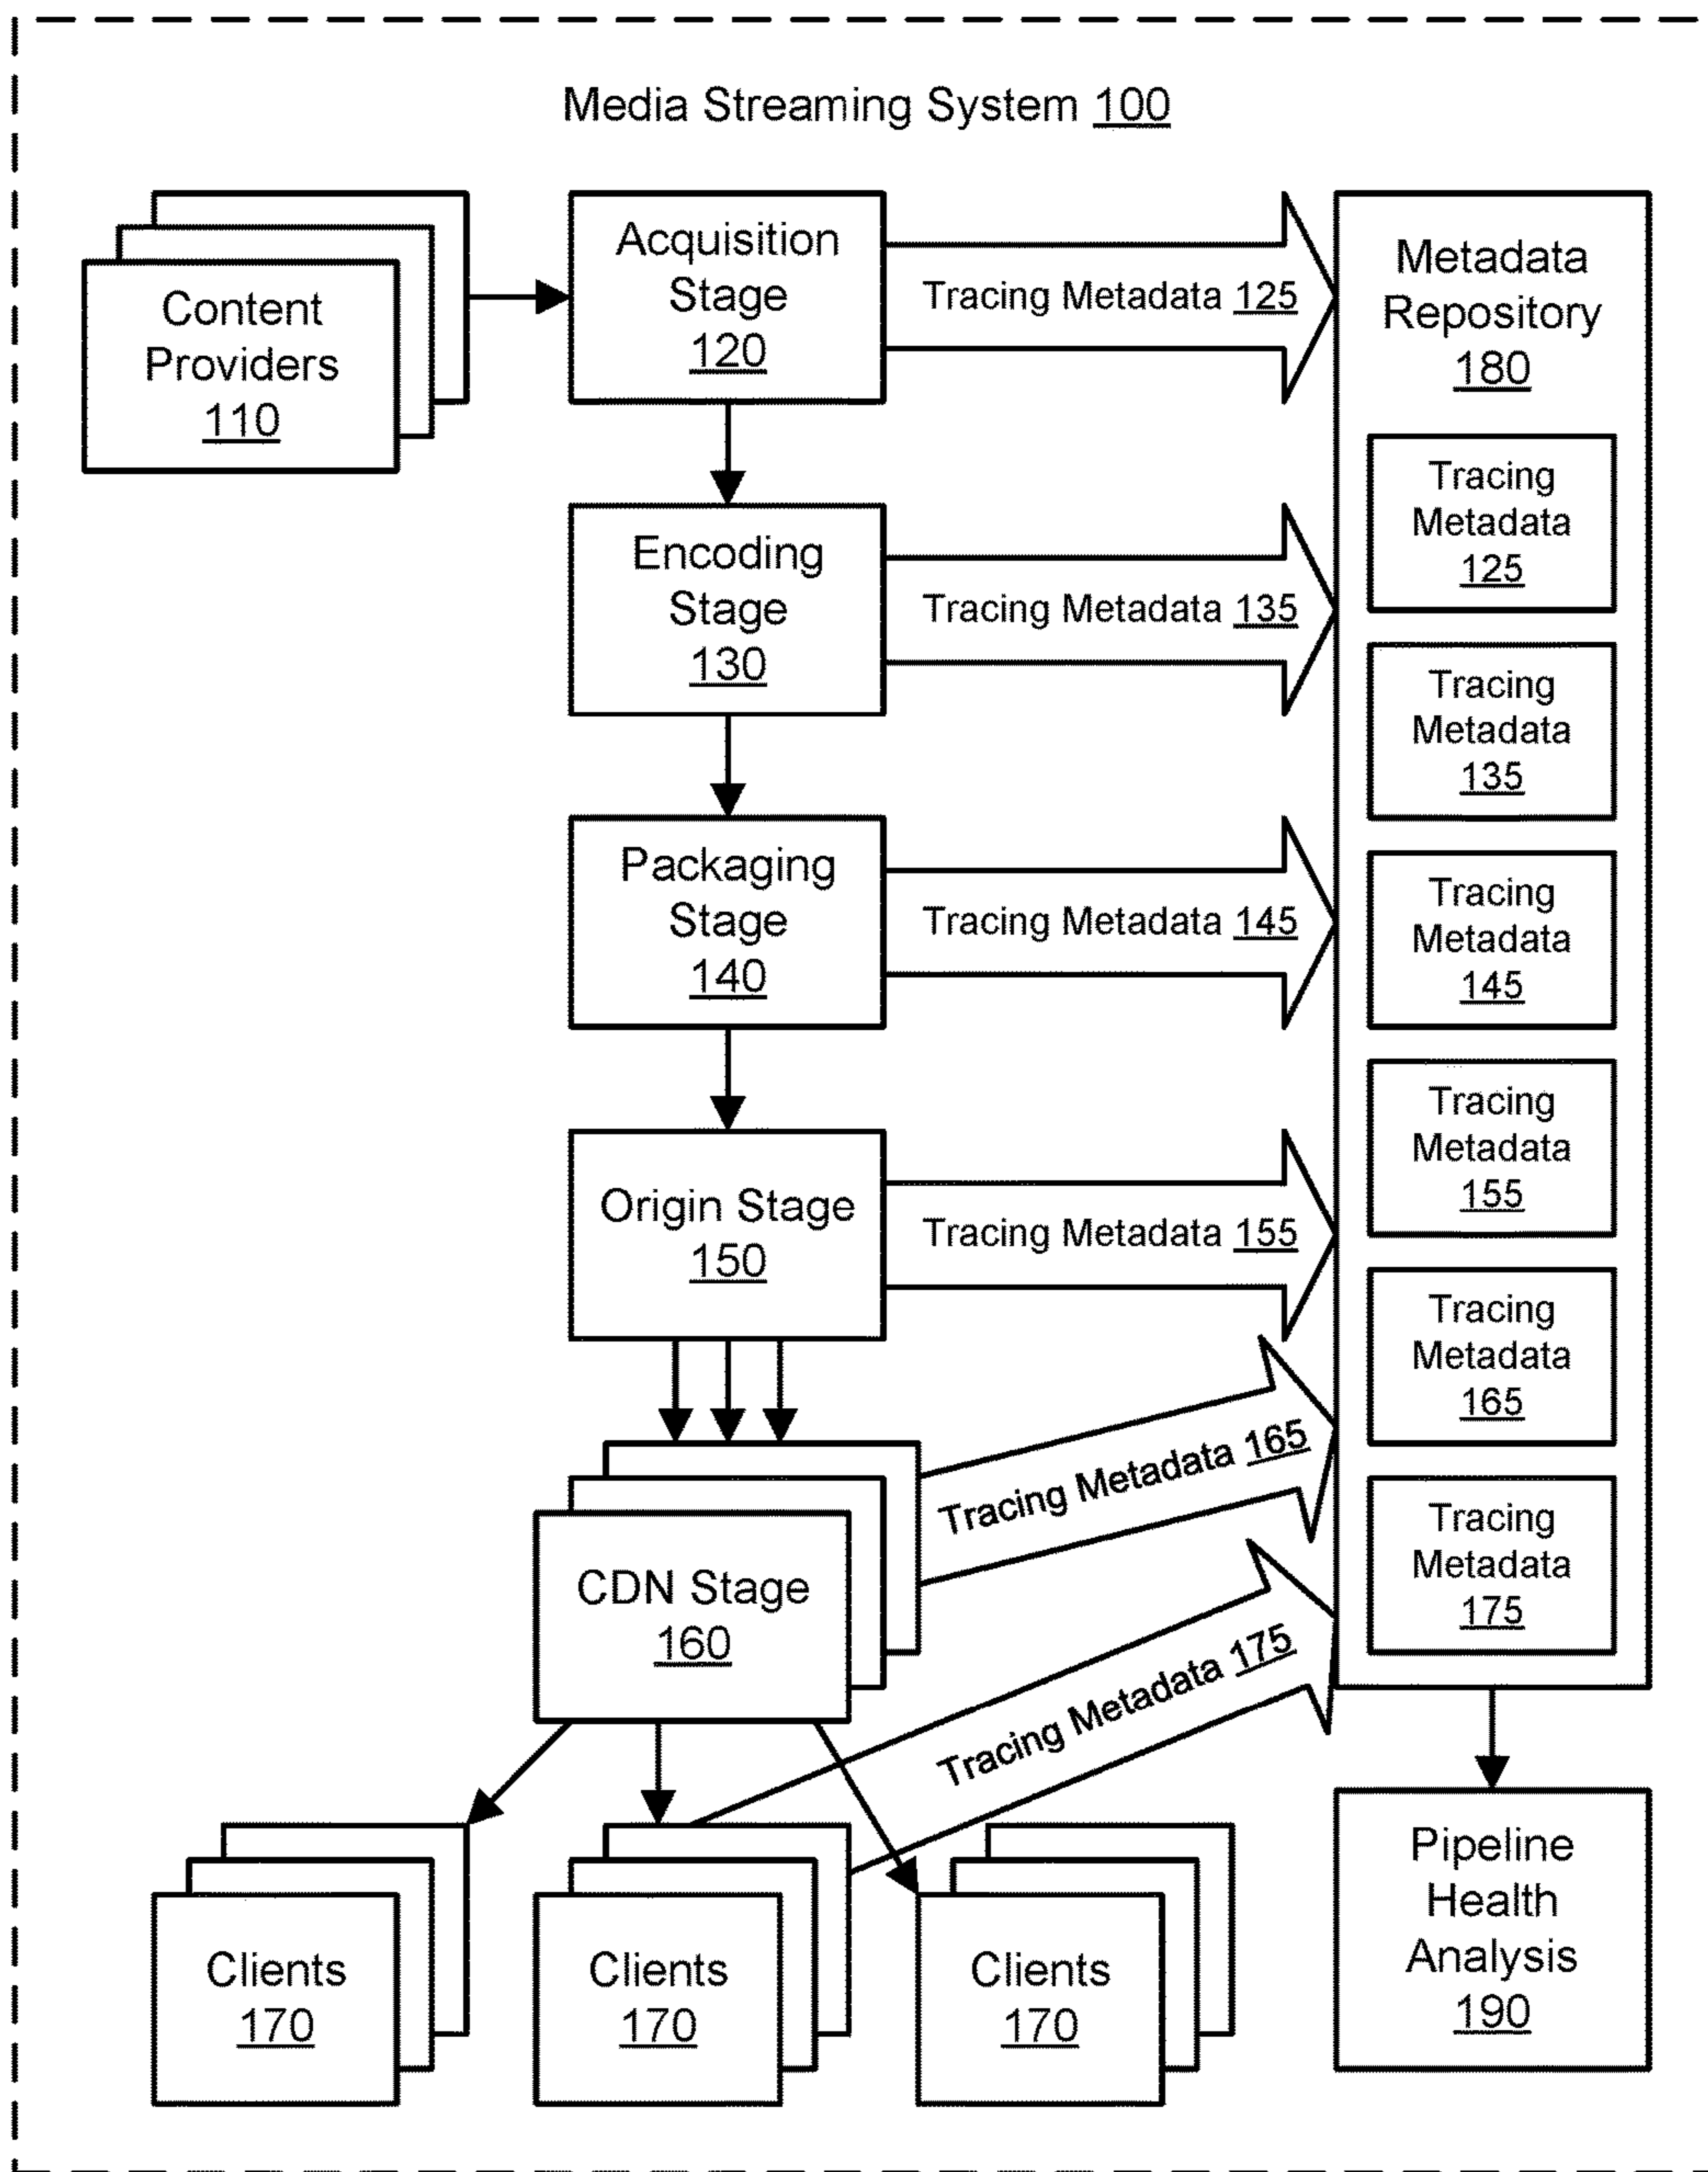 Media Streaming System 100
Content
Providers
110
Acquisition
Stage
120
Tracing Metadata 125
Encoding
Stage
130
Tracing Metadata 135
Packaging
Stage
140
Tracing Metadata 145
Origin Stage
150
Tracing Metadata 155
CDN Stage
160
Tracing Metadata 165
Tracing Metadata 175
Clients
170
Clients
170
Clients
170
Metadata
Repository
180
Tracing
Metadata
125
Tracing
Metadata
135
Tracing
Metadata
145
Tracing
Metadata
155
Tracing
Metadata
165
Tracing
Metadata
175
Pipeline
Health
Analysis
190